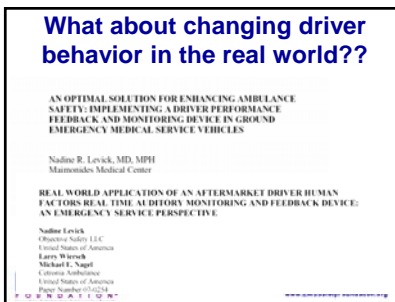 What about changing driver
behavior in the real world??
AN OPTIMAL SOLUTION FOR ENHANCING AMBULANCE
SAFETY: IMPLEMENTING A DRIVER PERFORMANCE
FEEDBACK AND MONITORING DEVICE IN GROUND
EMERGENCY MEDICAL SERVICE VEHICLES
Nadine R. Levick, MD, MPH
Maimonides Medical Center
REAL WORLD APPLICATION OF AN AFTERMARKET DRIVER HUMAN
FACTORS REAL TIME AUDITORY MONITORING AND FEEDBACK DEVICE:
AN EMERGENCY SERVICE PERSPECTIVE
Nadine Levick
Objective Safety LLC
United States of America
Larry Wiersch
Michael E. Nagel
Cetronia Ambulance
United States of America
Paper Number 07-0254
FOUNDATION